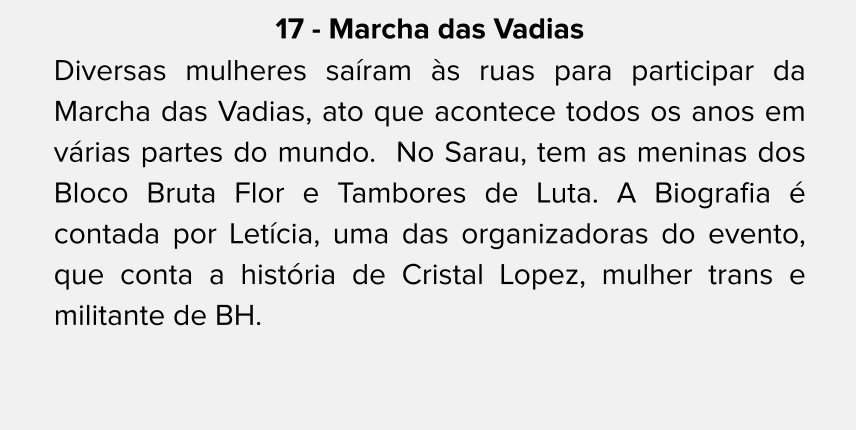 17 - Marcha das Vadias
Diversas mulheres saíram às ruas para participar da
Marcha das Vadias, ato que acontece todos os anos em
várias partes do mundo.  No Sarau, tem as meninas dos
Bloco Bruta Flor e Tambores de Luta. A Biografia é
contada por Letícia, uma das organizadoras do evento,
que conta a história de Cristal Lopez, mulher trans e
militante de BH.